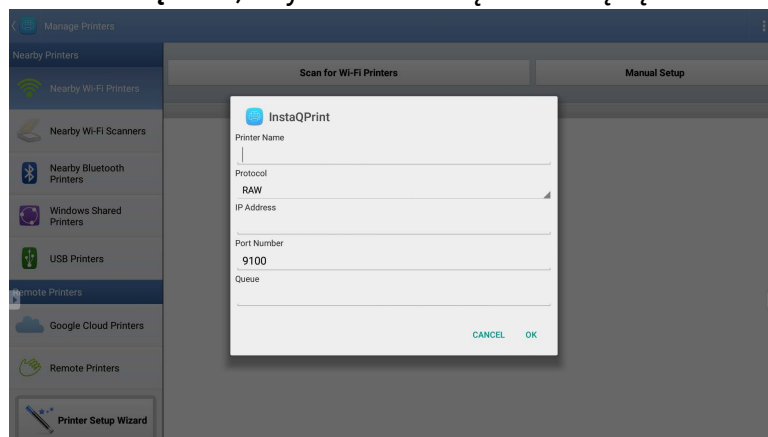 Manage Printers
Nearby Printers
Nearby Wi-Fi Printers
Nearby Wi-Fi Scanners
Nearby Bluetooth
Printers
Windows Shared
Printers
USB Printers
Remote Printers
Google Cloud Printers
Remote Printers
Printer Setup Wizard
Scan for Wi-Fi Printers
Manual Setup
InstaQPrint
Printer Name
Protocol
RAW
IP Address
Port Number
9100
Queue
CANCEL OK